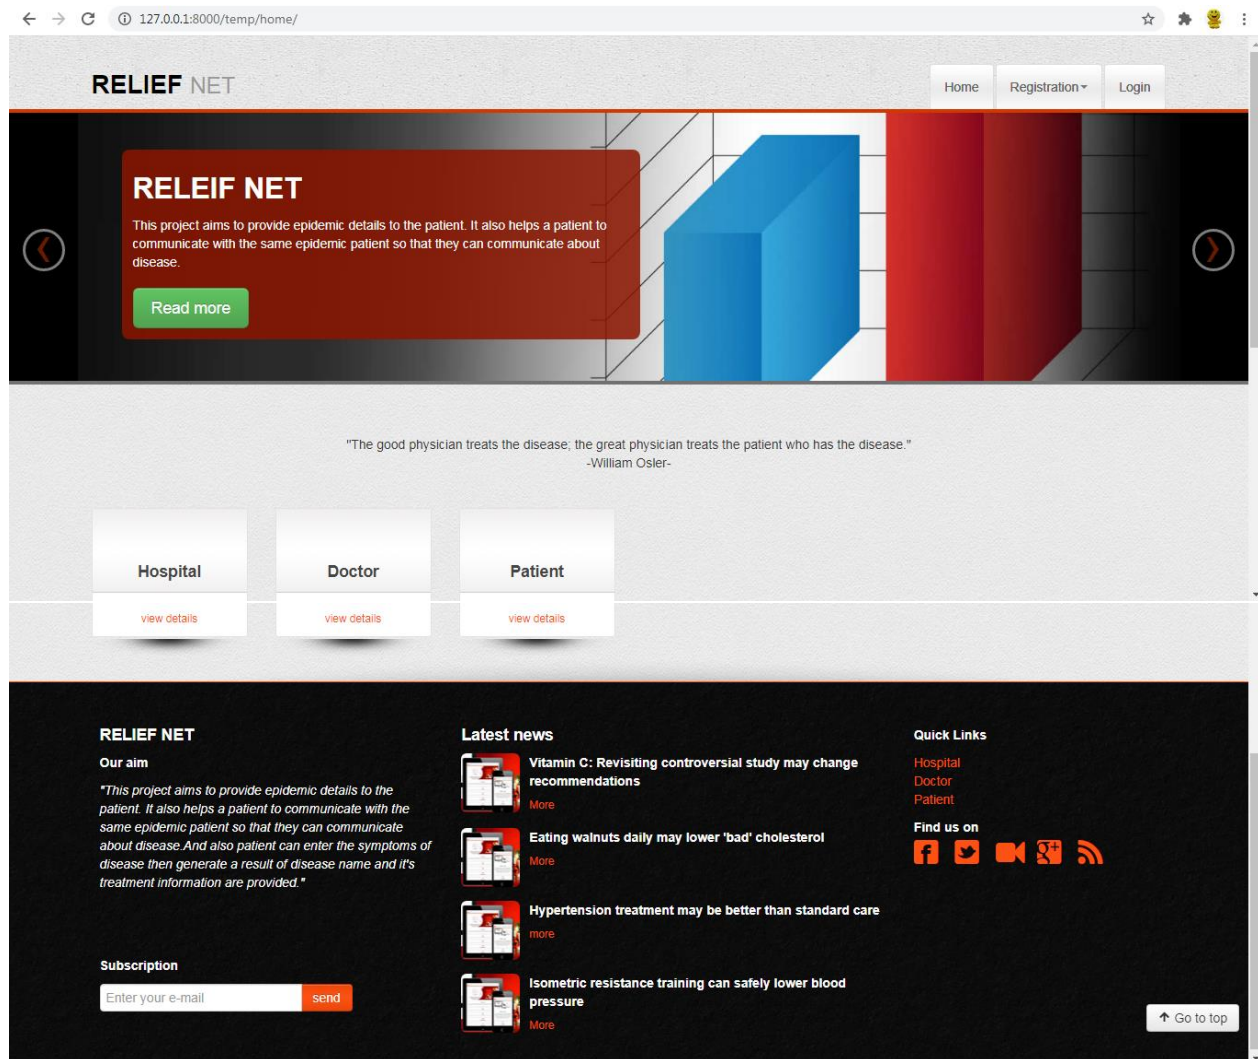 127.0.0.1:8000/temp/home/
RELIEF NET
Home
Registration
Login
RELEIF NET
This project aims to provide epidemic details to the patient. It also helps a patient to
communicate with the same epidemic patient so that they can communicate about
disease.
Read more
"The good physician treats the disease; the great physician treats the patient who has the disease."
-William Osler-
Hospital
view details
Doctor
view details
Patient
view details
RELIEF NET
Our aim
"This project aims to provide epidemic details to the
patient. It also helps a patient to communicate with the
same epidemic patient so that they can communicate
about disease.And also patient can enter the symptoms of
disease then generate a result of disease name and it's
treatment information are provided."
Subscription
Enter your e-mail
send
Latest news
Vitamin C: Revisiting controversial study may change
recommendations
More
Eating walnuts daily may lower 'bad' cholesterol
More
Hypertension treatment may be better than standard care
more
Isometric resistance training can safely lower blood
pressure
More
Quick Links
Hospital
Doctor
Patient
Find us on
Go to top